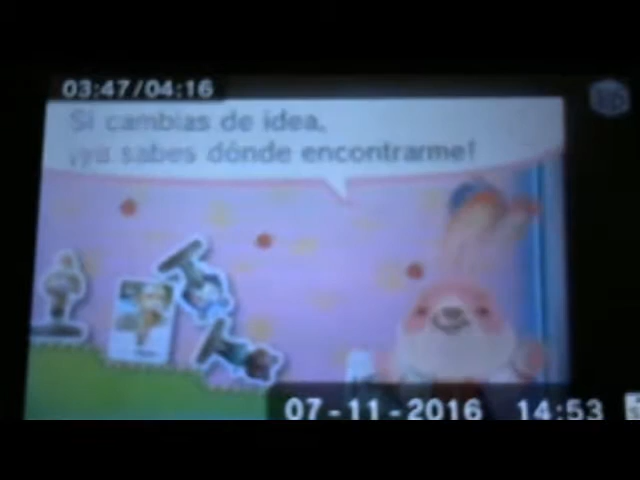 03:47/04:16
Si cambias de idea,
¡ya sabes dónde encontrarme!
07-11-2016 14:53